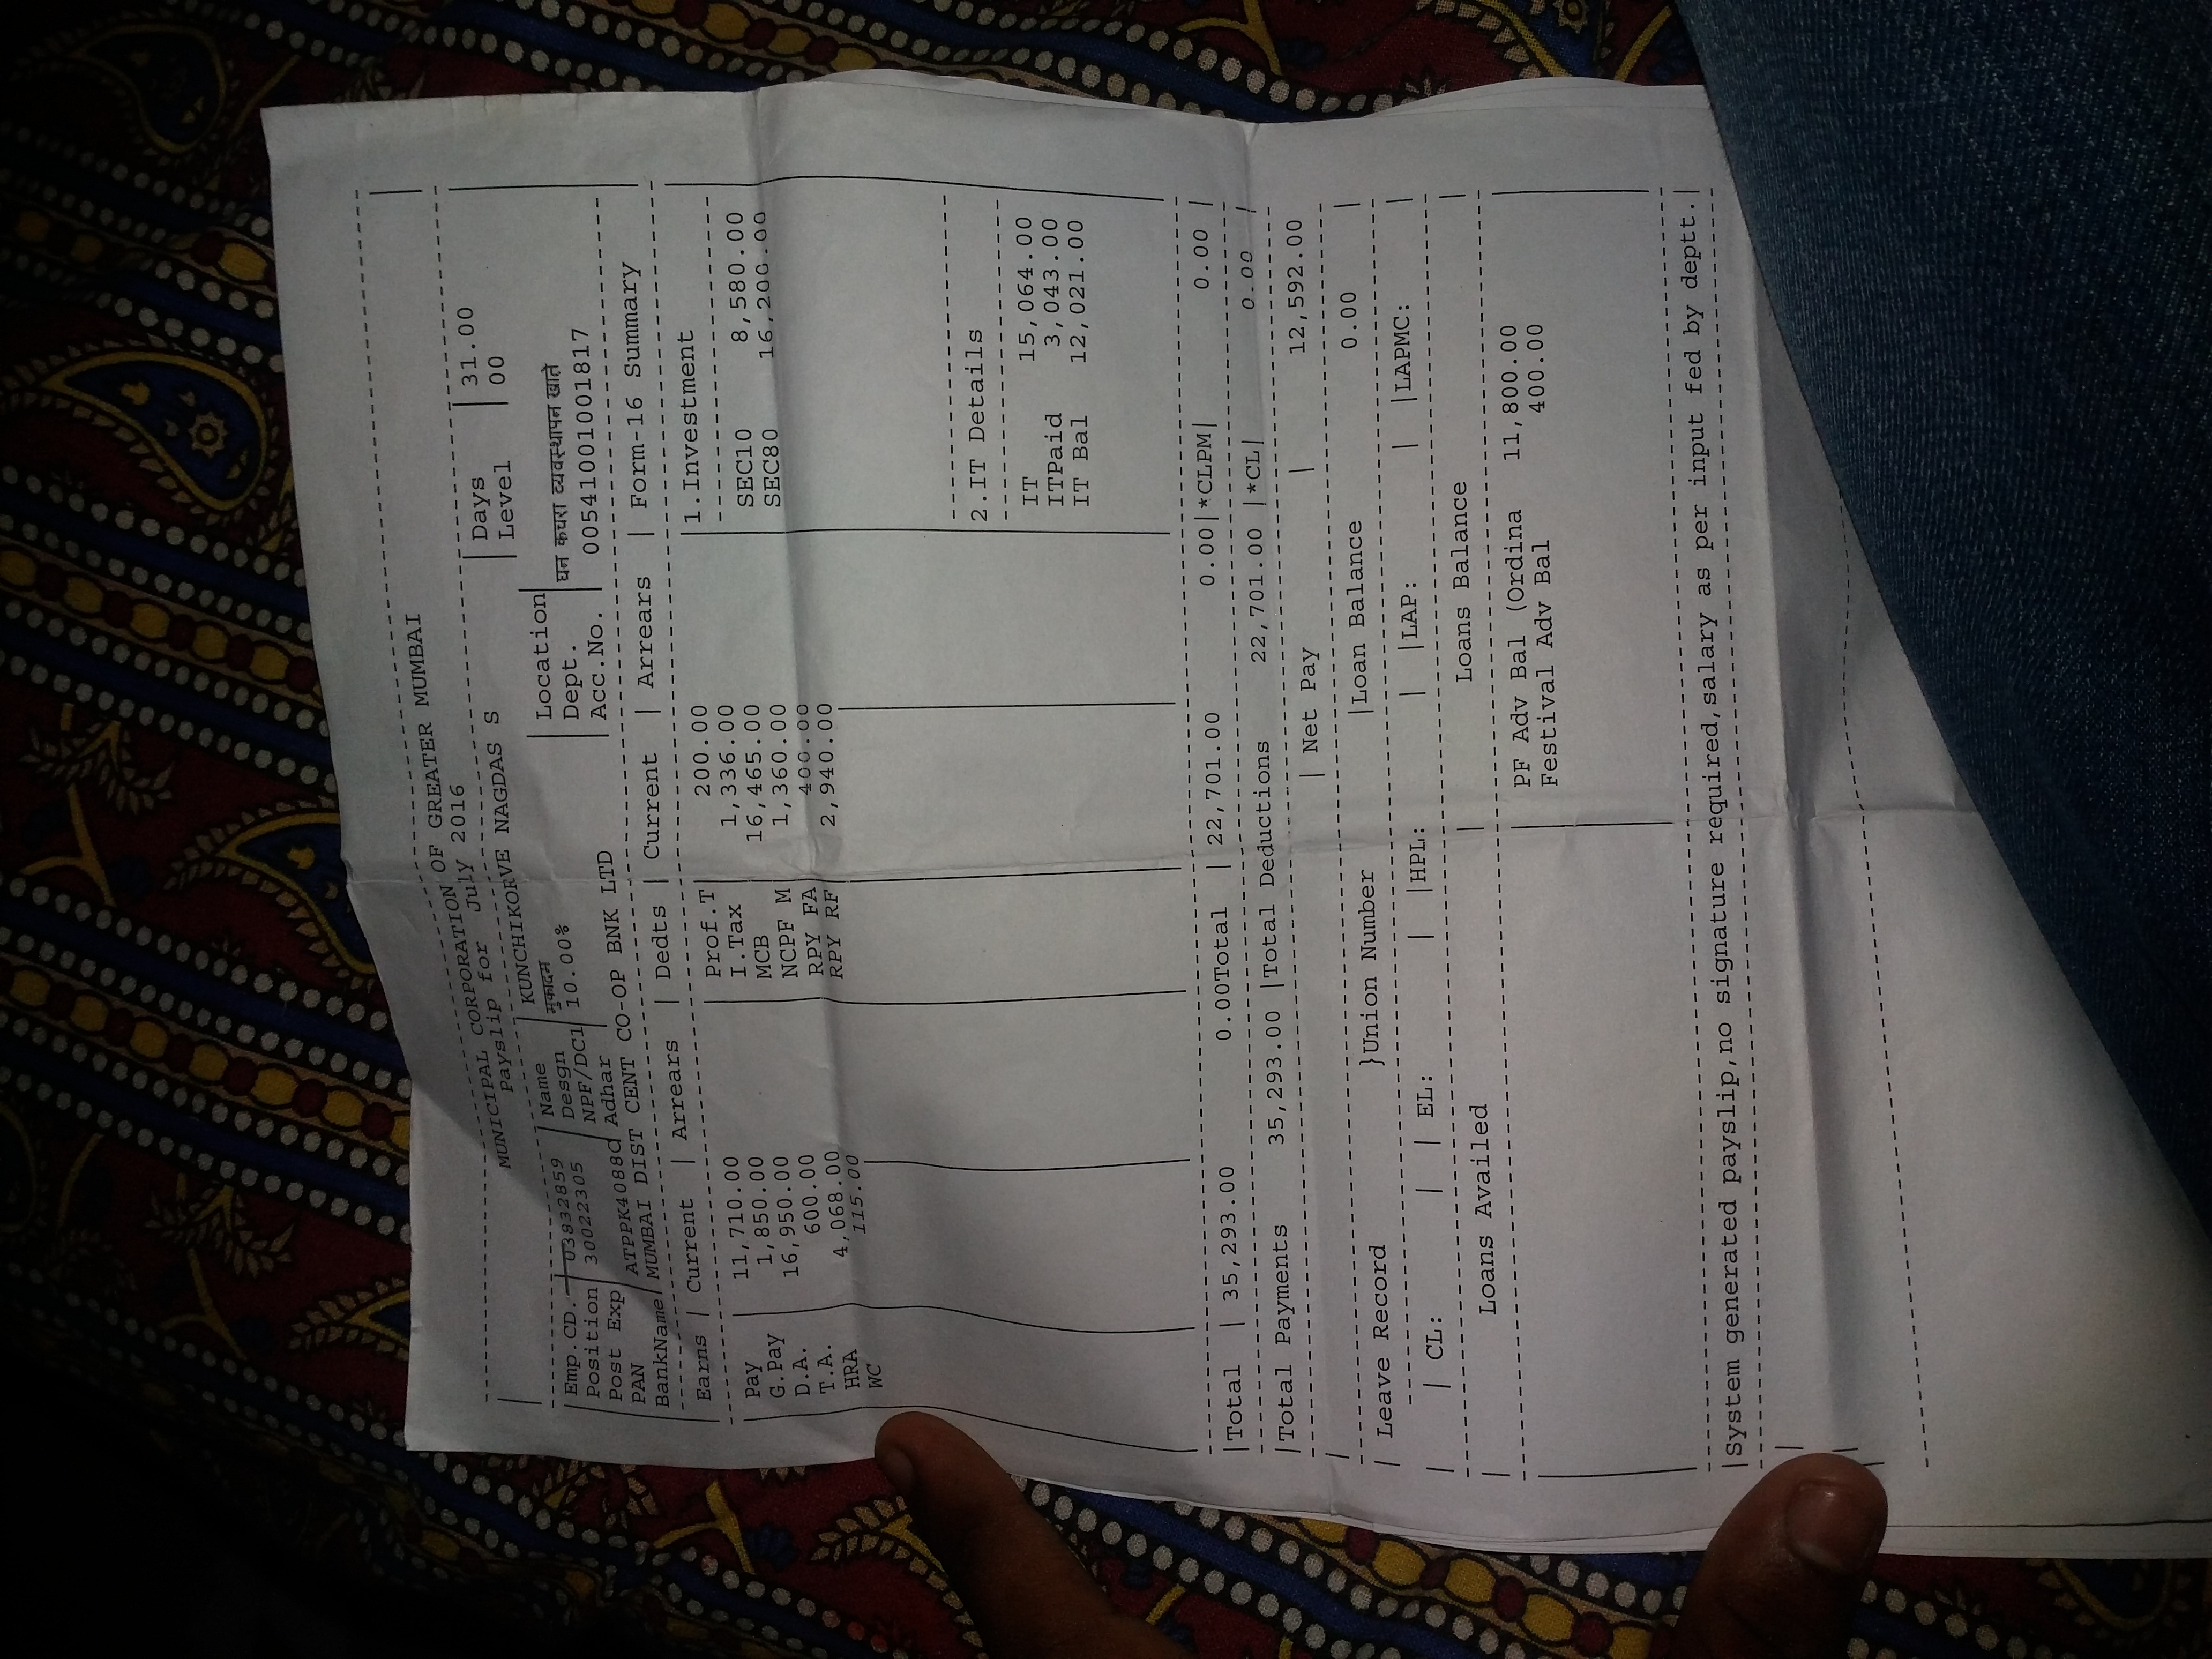 MUNICIPAL CORPORATION OF GREATER MUMBAI
Payslip for July 2016
Emp.CD. 03832859 | Name | KUNCHIKORVE NAGDAS S | Days | 31.00
Position 30022305 | Desgn | मुकादम | Level | 00
Post Exp | NPF/DC1 | 10.00% | Location
PAN | ATPPK4088 Adhar | Dept. | घन कचरा व्यवस्थापन खाते
BankName | MUMBAI DIST CENT CO-OP BNK LTD | Acc.No. | 00541001001817
Earns | Current | Arrears | Dedts | Current | Arrears | Form-16 Summary
Pay 11,710.00 | Prof.T 200.00 | 1.Investment
G.Pay 1,850.00 | I.Tax 1,336.00
D.A. 16,950.00 | MCB 16,465.00 | SEC10 8,580.00
T.A. 600.00 | NCPF M 1,360.00 | SEC80 16,200.00
HRA 4,068.00 | RPY FA 400.00
WC 115.00 | RPY RF 2,940.00
2.IT Details
IT 15,064.00
ITPaid 3,043.00
IT Bal 12,021.00
|Total | 35,293.00 0.00Total | 22,701.00 0.00|*CLPM| 0.00 |
|Total Payments 35,293.00 |Total Deductions 22,701.00 |*CL| 0.00 |
| Net Pay | 12,592.00
| Leave Record }Union Number |Loan Balance 0.00 |
| | CL: | | EL: | |HPL: | |LAP: | |LAPMC: |
| Loans Availed | Loans Balance |
PF Adv Bal (Ordina 11,800.00
Festival Adv Bal 400.00
|System generated payslip,no signature required,salary as per input fed by deptt.|